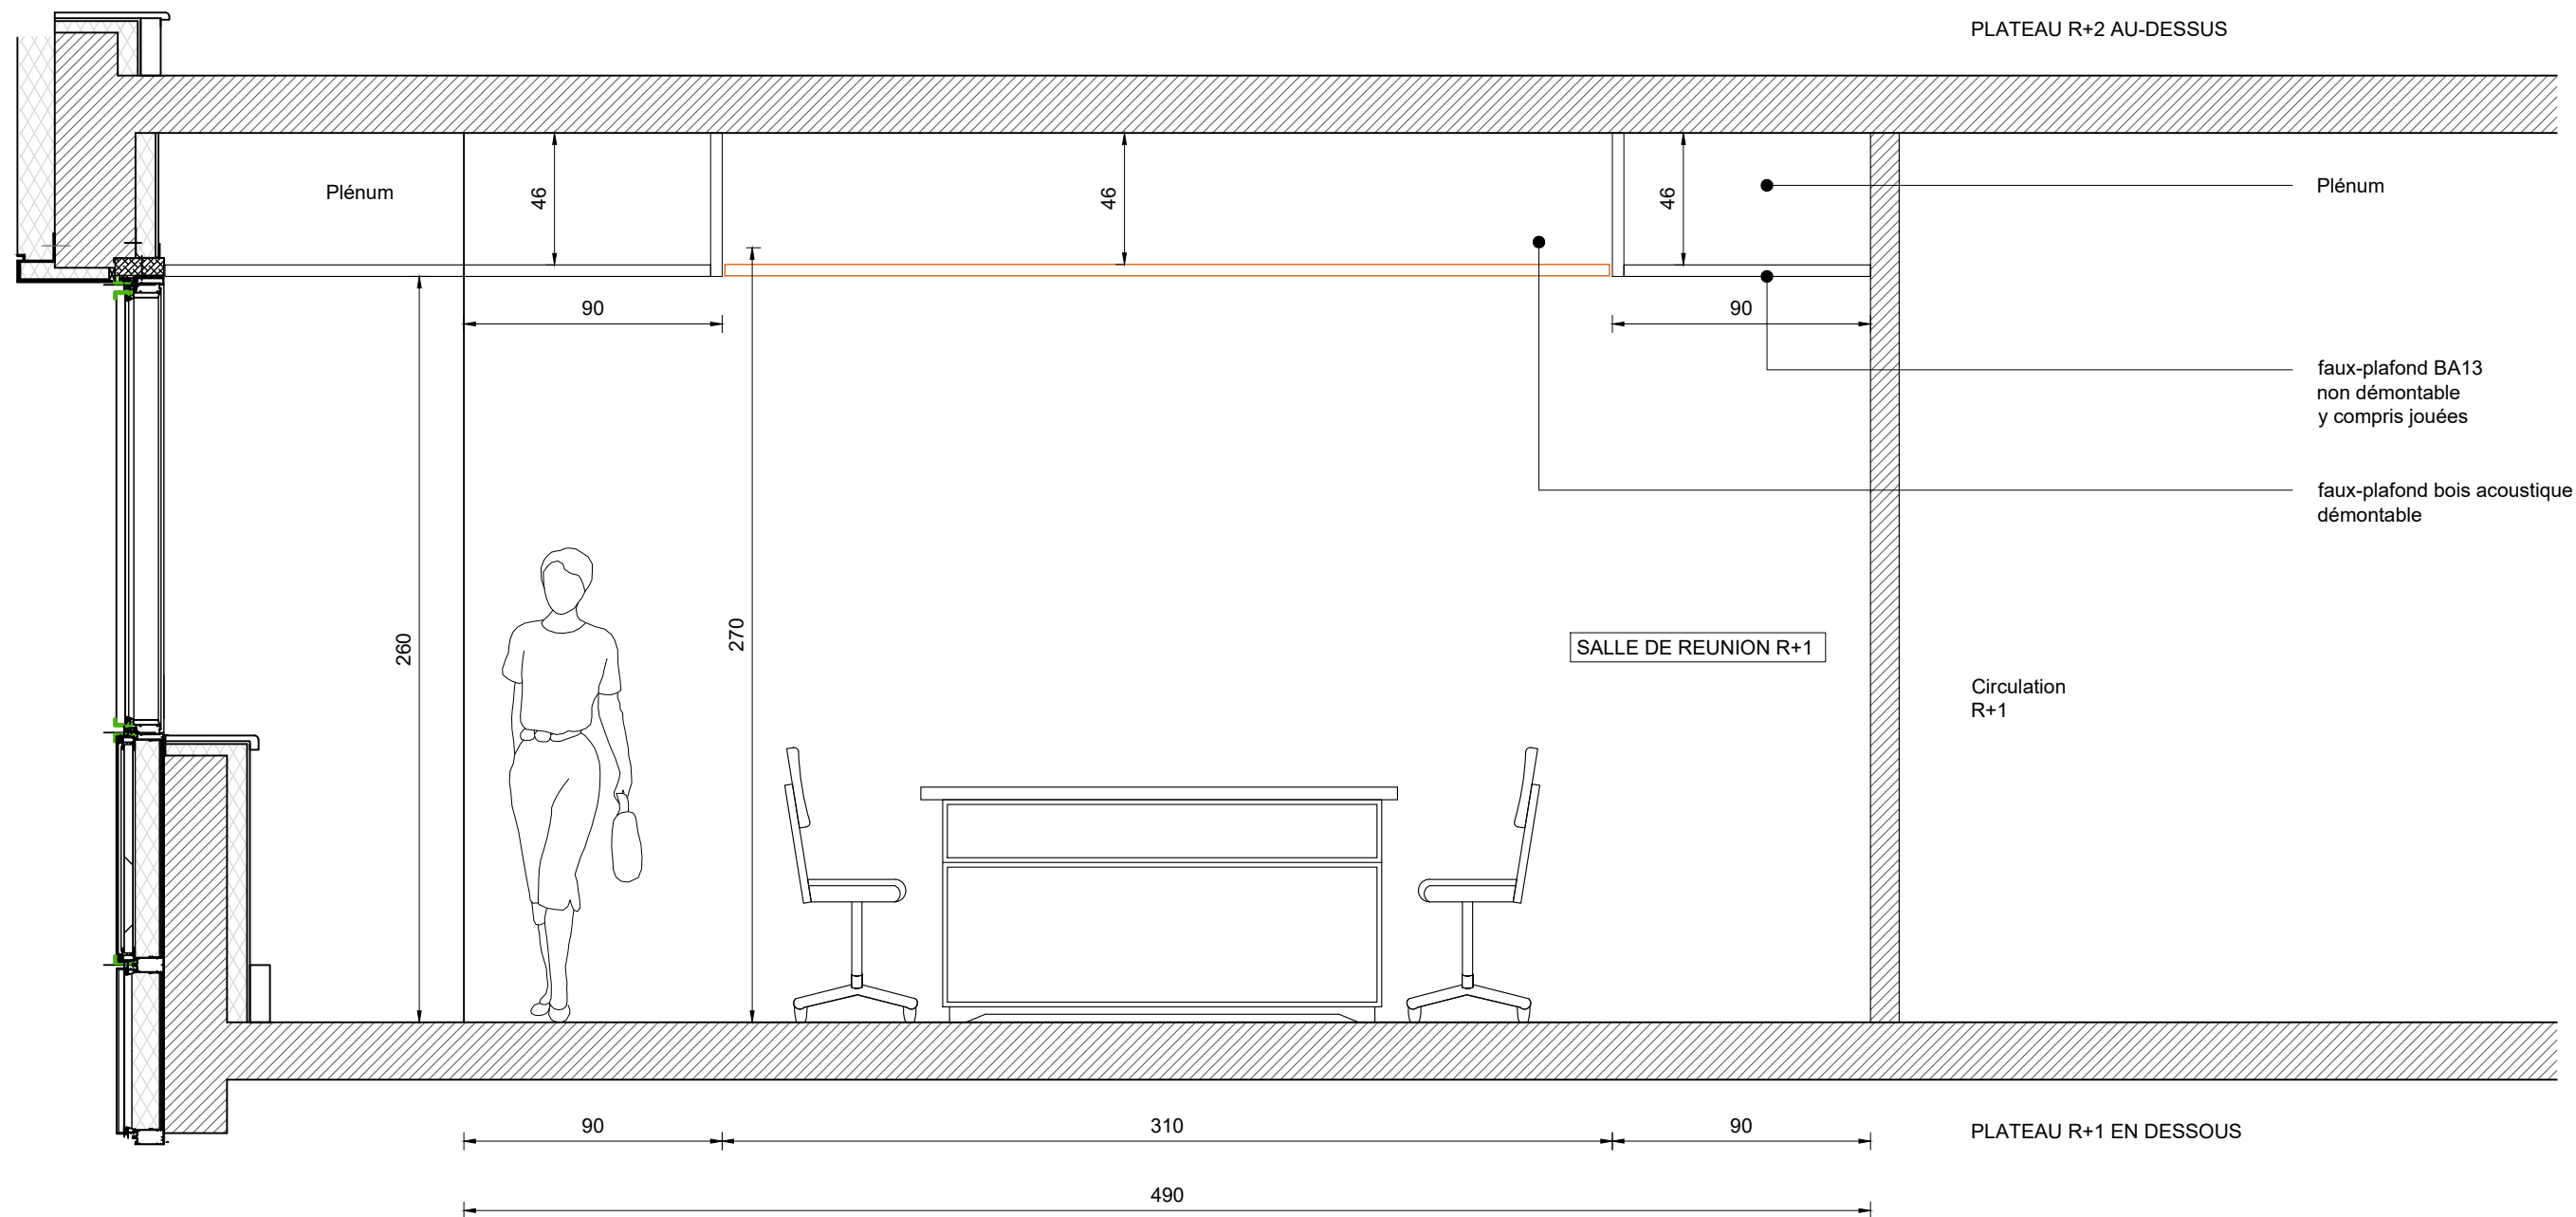 PLATEAU R+2 AU-DESSUS
Plénum
46
46
46
Plénum
90
90
faux-plafond BA13
non démontable
y compris jouées
faux-plafond bois acoustique
démontable
260
270
SALLE DE REUNION R+1
Circulation
R+1
90
310
90
PLATEAU R+1 EN DESSOUS
490